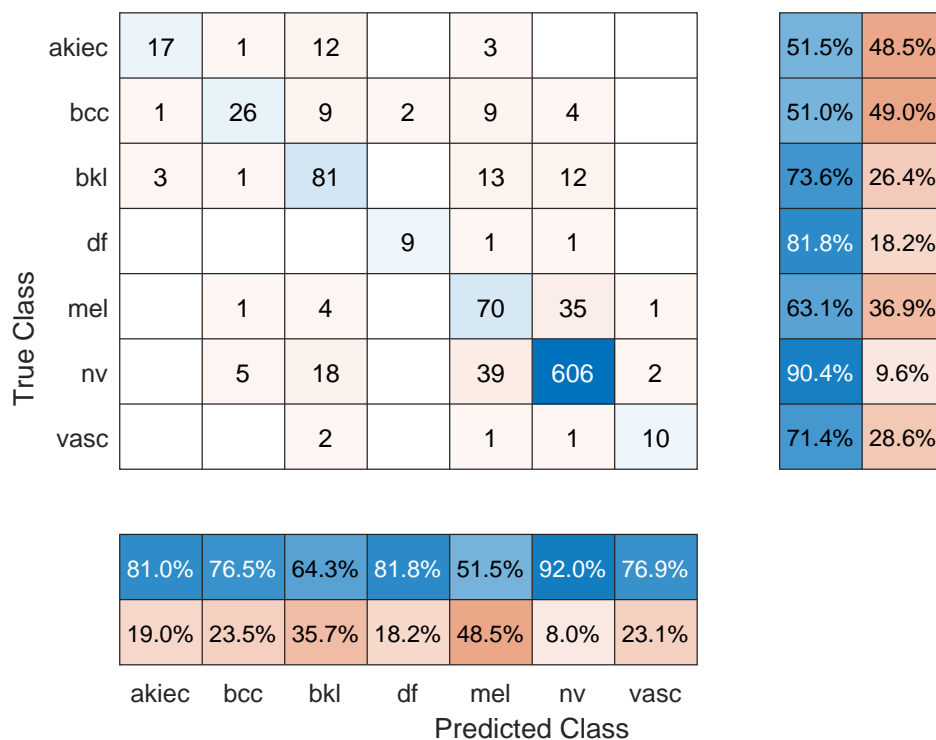 akiec 17 1 12 3 51.5% 48.5%
bcc 1 26 9 2 9 4 51.0% 49.0%
bkl 3 1 81 13 12 73.6% 26.4%
df 9 1 1 81.8% 18.2%
mel 1 4 70 35 1 63.1% 36.9%
nv 5 18 39 606 2 90.4% 9.6%
vasc 2 1 1 10 71.4% 28.6%
True Class
81.0% 76.5% 64.3% 81.8% 51.5% 92.0% 76.9%
19.0% 23.5% 35.7% 18.2% 48.5% 8.0% 23.1%
akiec bcc bkl df mel nv vasc
Predicted Class